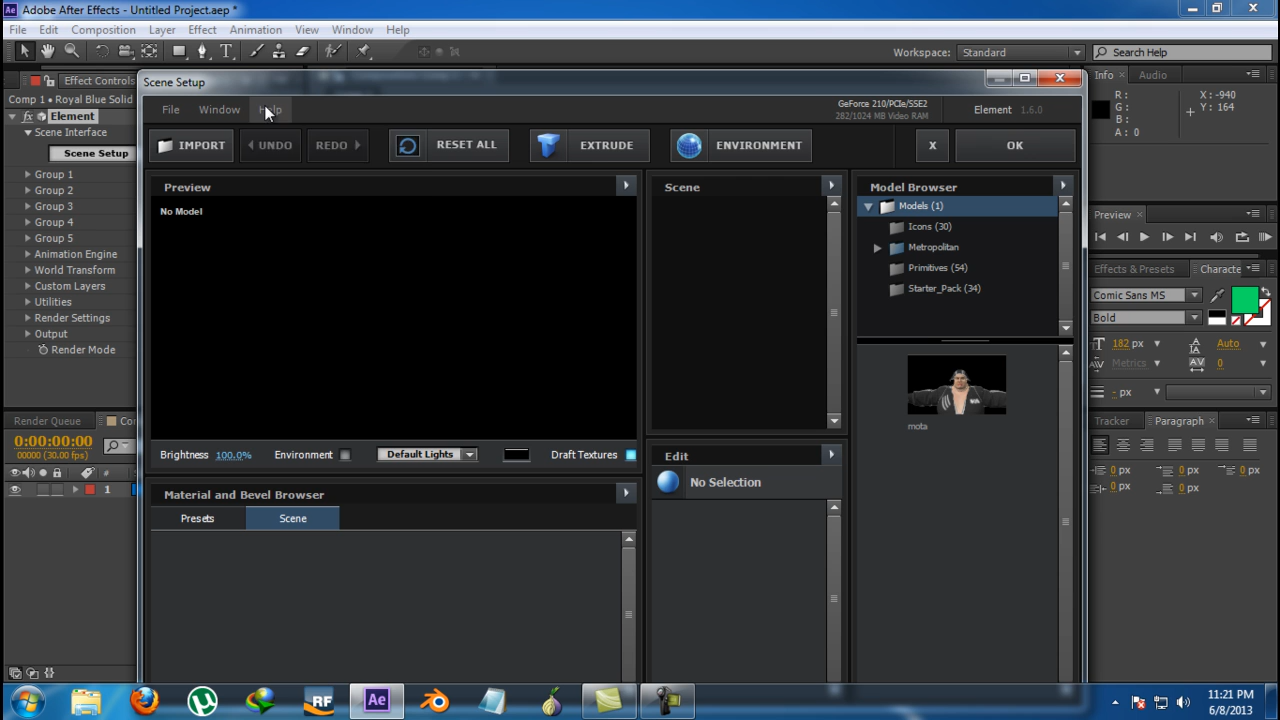 Adobe After Effects - Untitled Project.aep *
File Edit Composition Layer Effect Animation View Window Help
Workspace: Standard Search Help
Effect Controls
Comp 1 • Royal Blue Solid
Element
Scene Interface
Scene Setup
Group 1
Group 2
Group 3
Group 4
Group 5
Animation Engine
World Transform
Custom Layers
Utilities
Render Settings
Output
Render Mode
Scene Setup
File Window Help
GeForce 210/PCIe/SSE2
282/1024 MB Video RAM
Element 1.6.0
IMPORT UNDO REDO RESET ALL EXTRUDE ENVIRONMENT X OK
Preview
No Model
Brightness 100.0% Environment Default Lights Draft Textures
Material and Bevel Browser
Presets Scene
Scene
Edit
No Selection
Model Browser
Models (1)
Icons (30)
Metropolitan
Primitives (54)
Starter_Pack (34)
mota
Info Audio
R: X: -940
G: Y: 164
B:
A: 0
Preview
Effects & Presets Characte
Comic Sans MS
Bold
182 px Auto
Metrics 0
- px
Tracker Paragraph
0 px 0 px 0 px
0 px 0 px
Render Queue Co
0:00:00:00
00000 (30.00 fps)
#
1
Ae RF
11:21 PM
6/8/2013